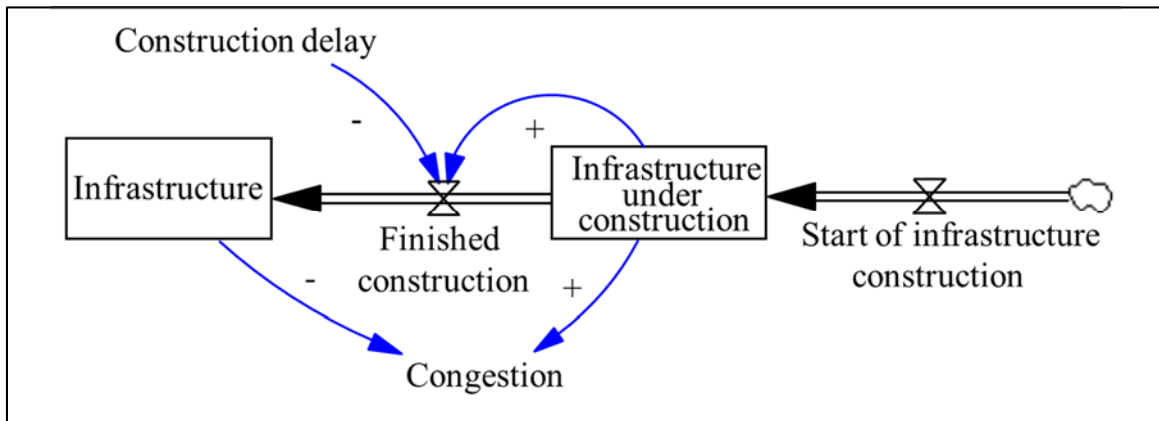 Construction delay
-
+
Infrastructure
Infrastructure
under
construction
Finished
construction
Start of infrastructure
construction
-
+
Congestion